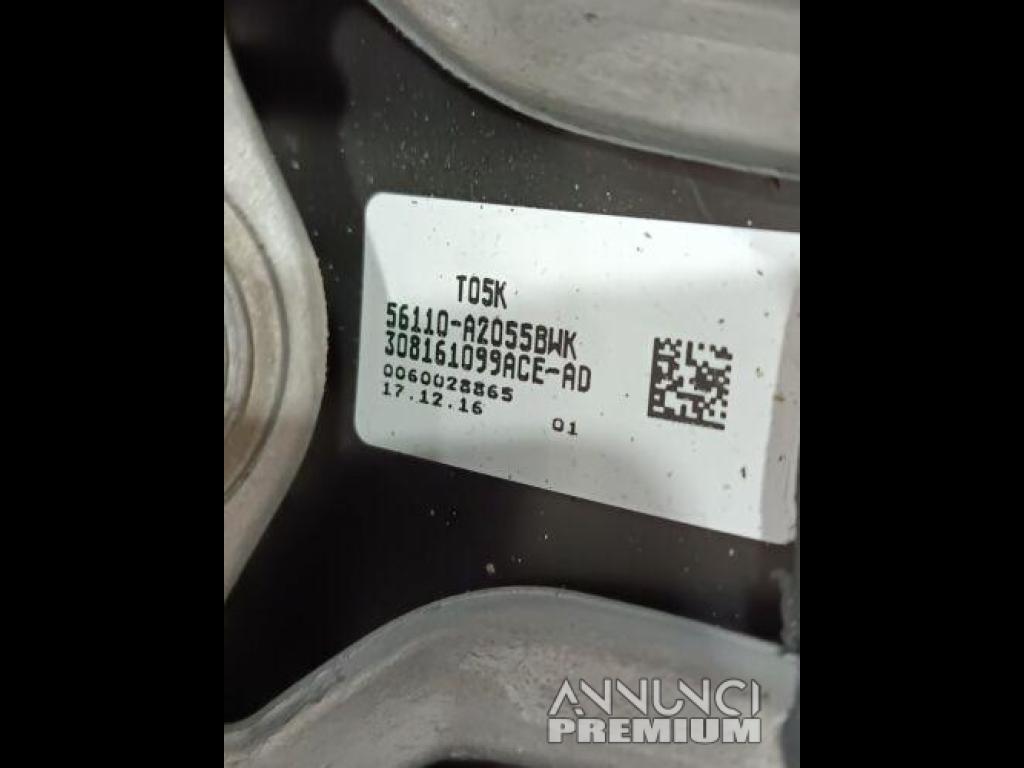 T05K
56110-A2055BWK
308161099ACE-AD
0060028865
17.12.16
01
ANNUNCI
PREMIUM